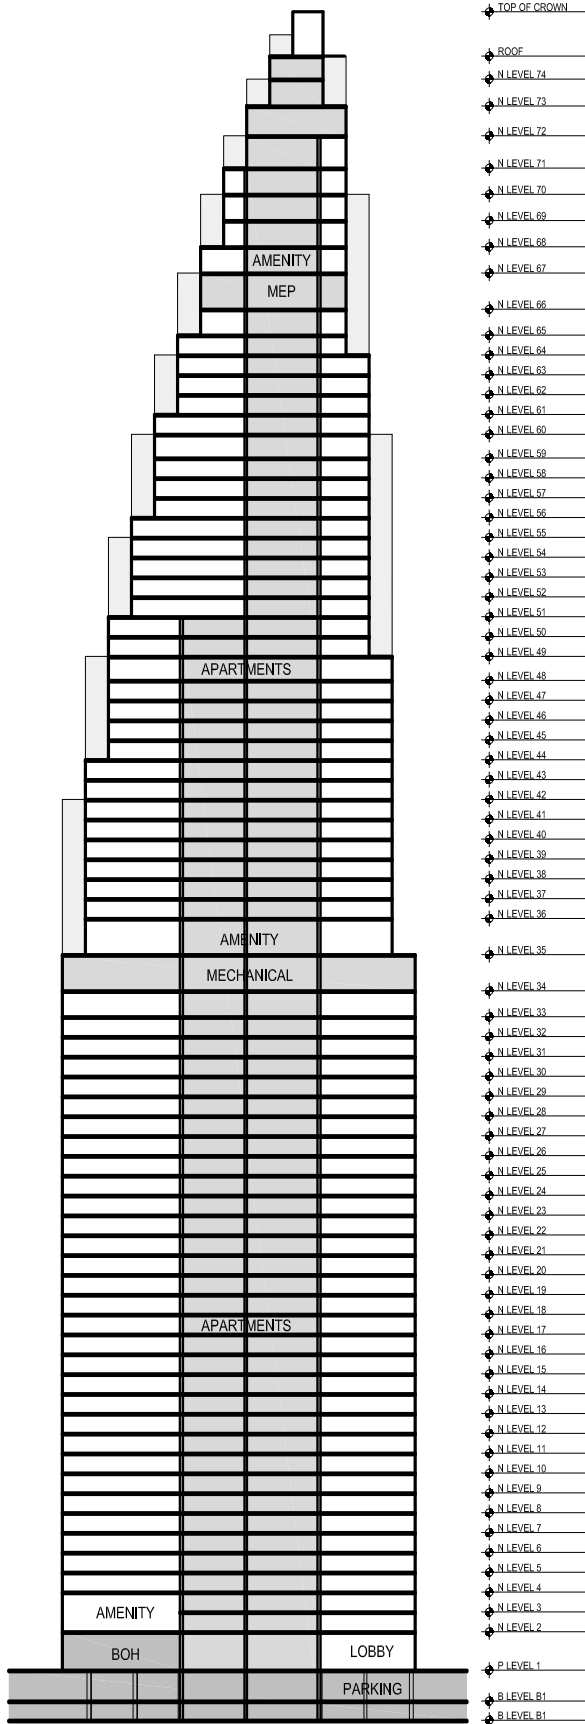 TOP OF CROWN
ROOF
N LEVEL 74
N LEVEL 73
N LEVEL 72
N LEVEL 71
N LEVEL 70
N LEVEL 69
N LEVEL 68
AMENITY
N LEVEL 67
MEP
N LEVEL 66
N LEVEL 65
N LEVEL 64
N LEVEL 63
N LEVEL 62
N LEVEL 61
N LEVEL 60
N LEVEL 59
N LEVEL 58
N LEVEL 57
N LEVEL 56
N LEVEL 55
N LEVEL 54
N LEVEL 53
N LEVEL 52
N LEVEL 51
N LEVEL 50
N LEVEL 49
APARTMENTS
N LEVEL 48
N LEVEL 47
N LEVEL 46
N LEVEL 45
N LEVEL 44
N LEVEL 43
N LEVEL 42
N LEVEL 41
N LEVEL 40
N LEVEL 39
N LEVEL 38
N LEVEL 37
N LEVEL 36
AMENITY
N LEVEL 35
MECHANICAL
N LEVEL 34
N LEVEL 33
N LEVEL 32
N LEVEL 31
N LEVEL 30
N LEVEL 29
N LEVEL 28
N LEVEL 27
N LEVEL 26
N LEVEL 25
N LEVEL 24
N LEVEL 23
N LEVEL 22
N LEVEL 21
N LEVEL 20
N LEVEL 19
N LEVEL 18
APARTMENTS
N LEVEL 17
N LEVEL 16
N LEVEL 15
N LEVEL 14
N LEVEL 13
N LEVEL 12
N LEVEL 11
N LEVEL 10
N LEVEL 9
N LEVEL 8
N LEVEL 7
N LEVEL 6
N LEVEL 5
N LEVEL 4
AMENITY
N LEVEL 3
N LEVEL 2
BOH
LOBBY
P LEVEL 1
PARKING
B LEVEL B1
B LEVEL B1